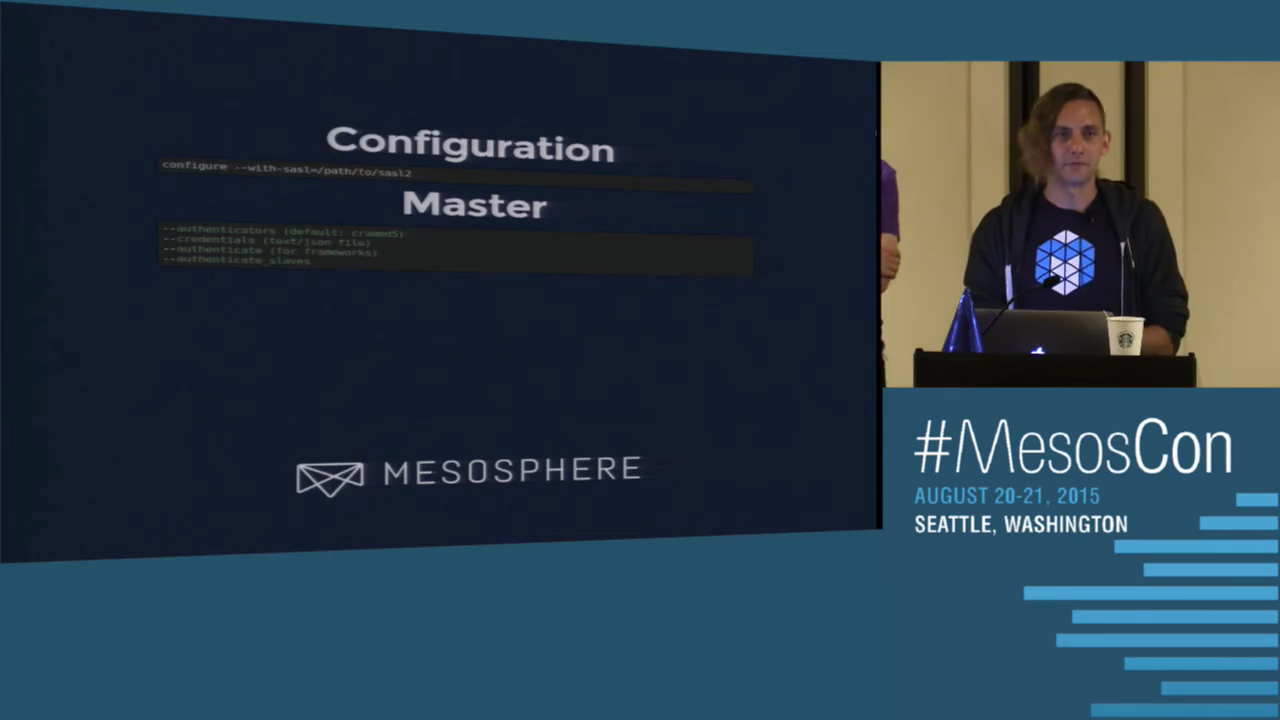 Configuration
configure --with-sasl=/path/to/sasl2
Master
--authenticators (default: crammd5)
--credentials (text/json file)
--authenticate (for frameworks)
--authenticate_slaves
MESOSPHERE
#MesosCon
AUGUST 20-21, 2015
SEATTLE, WASHINGTON